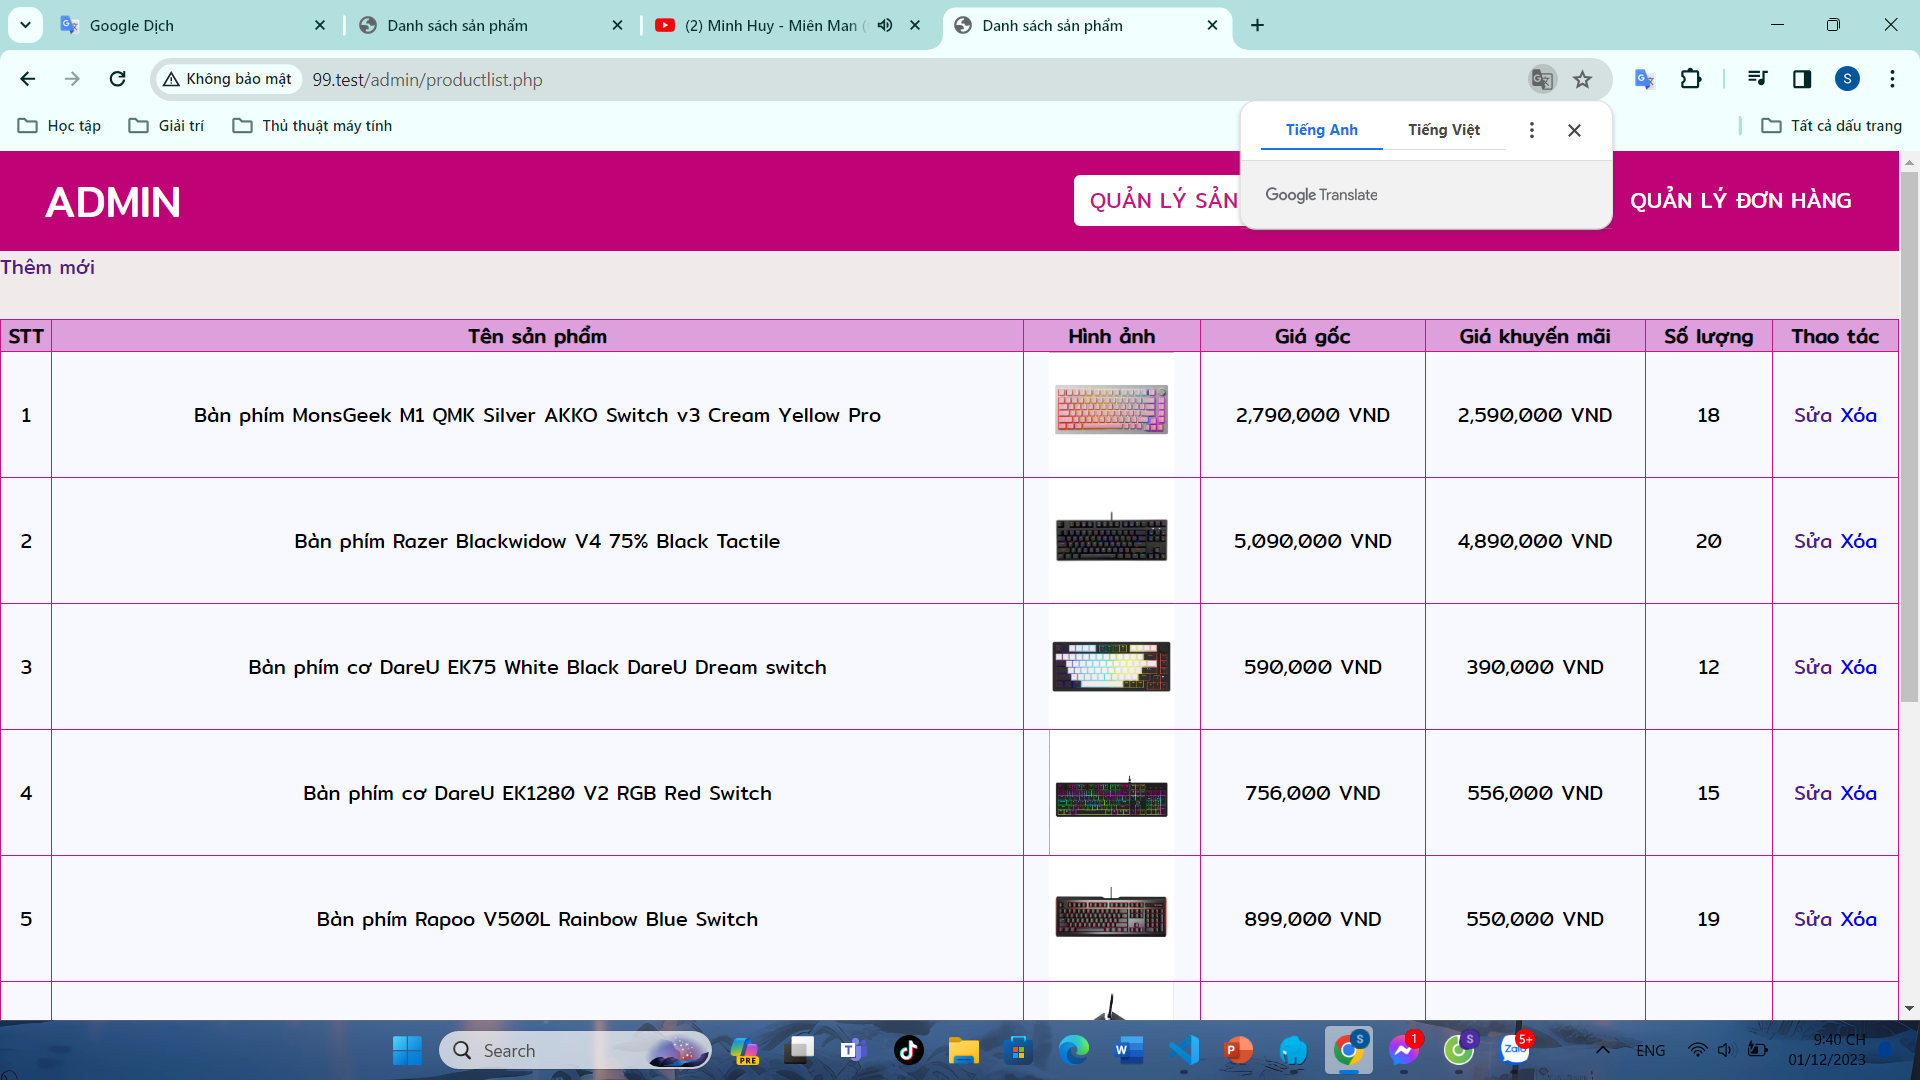 Google Dịch
Danh sách sản phẩm
(2) Minh Huy - Miên Man
Danh sách sản phẩm
Không bảo mật
99.test/admin/productlist.php
S
Học tập
Giải trí
Thủ thuật máy tính
Tất cả dấu trang
Tiếng Anh
Tiếng Việt
Google Translate
ADMIN
QUẢN LÝ SẢN
QUẢN LÝ ĐƠN HÀNG
Thêm mới
STT Tên sản phẩm Hình ảnh Giá gốc Giá khuyến mãi Số lượng Thao tác
1 Bàn phím MonsGeek M1 QMK Silver AKKO Switch v3 Cream Yellow Pro 2,790,000 VND 2,590,000 VND 18 Sửa Xóa
2 Bàn phím Razer Blackwidow V4 75% Black Tactile 5,090,000 VND 4,890,000 VND 20 Sửa Xóa
3 Bàn phím cơ DareU EK75 White Black DareU Dream switch 590,000 VND 390,000 VND 12 Sửa Xóa
4 Bàn phím cơ DareU EK1280 V2 RGB Red Switch 756,000 VND 556,000 VND 15 Sửa Xóa
5 Bàn phím Rapoo V500L Rainbow Blue Switch 899,000 VND 550,000 VND 19 Sửa Xóa
Search
PRE
S
1
S
Zalo
5+
ENG
9:40 CH
01/12/2023